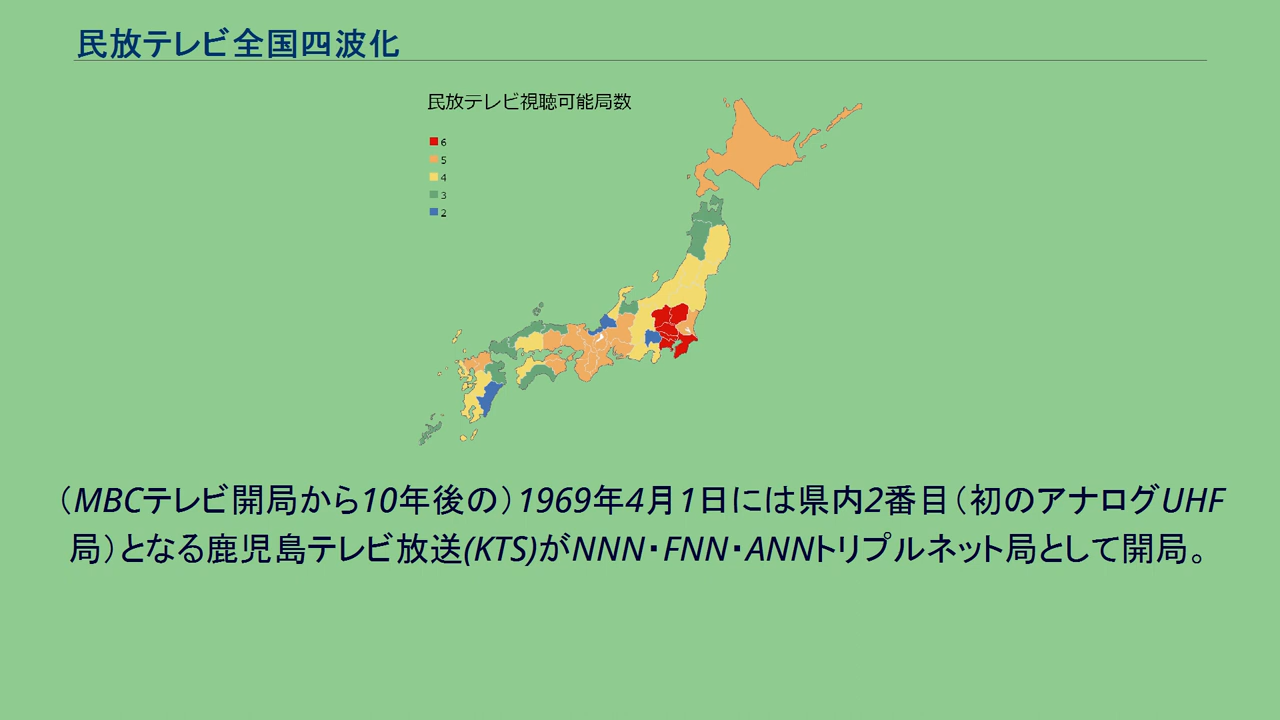 民放テレビ全国四波化
民放テレビ視聴可能局数
6
5
4
3
2
（MBCテレビ開局から10年後の）1969年4月1日には県内2番目（初のアナログUHF
局）となる鹿児島テレビ放送(KTS)がNNN・FNN・ANNトリプルネット局として開局。